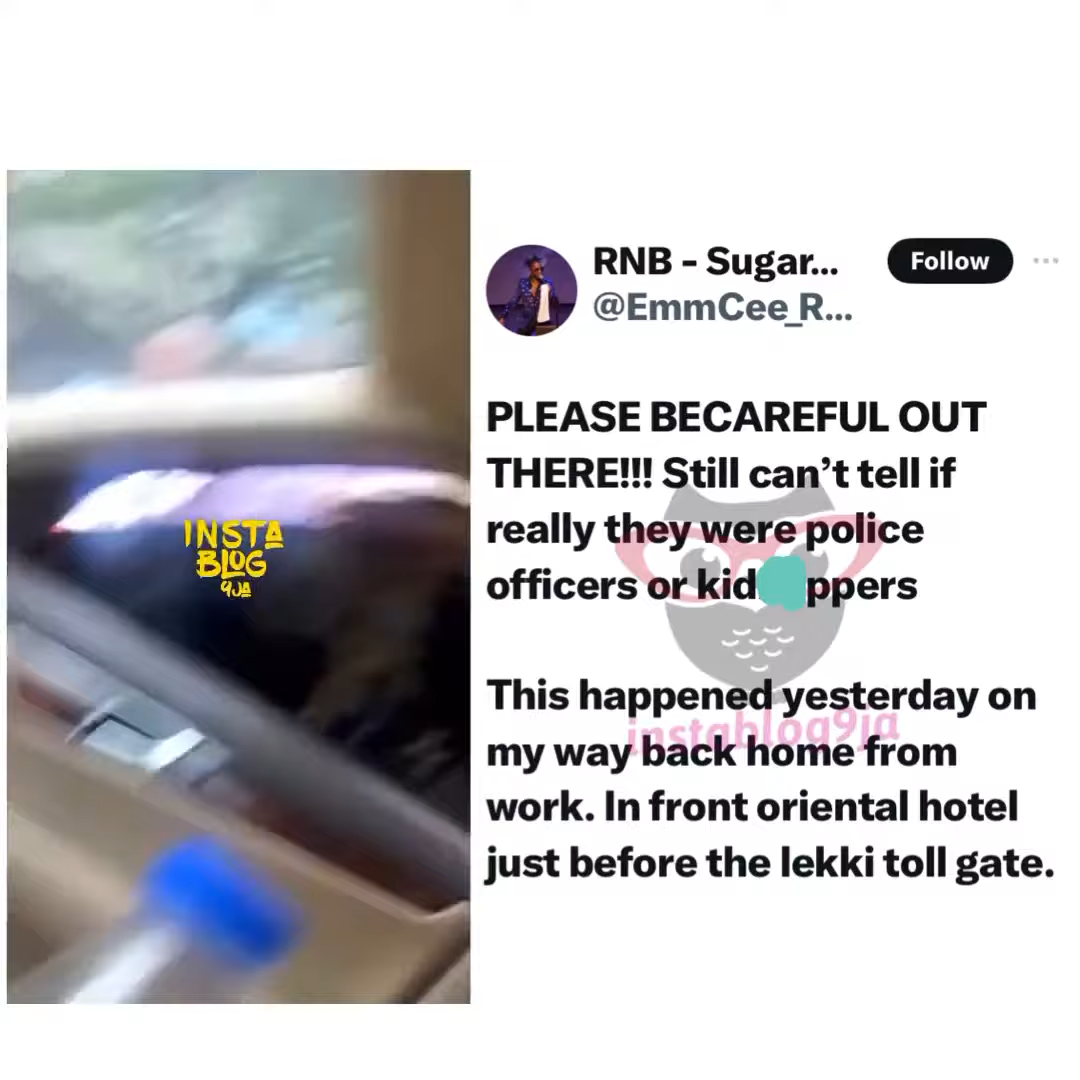 INSTA
BLOG
9JA
RNB - Sugar...
Follow
@EmmCee_R...
PLEASE BECAREFUL OUT
THERE!!! Still can't tell if
really they were police
officers or kid ppers
This happened yesterday on
my way back home from
work. In front oriental hotel
just before the lekki toll gate.
instablog9ja